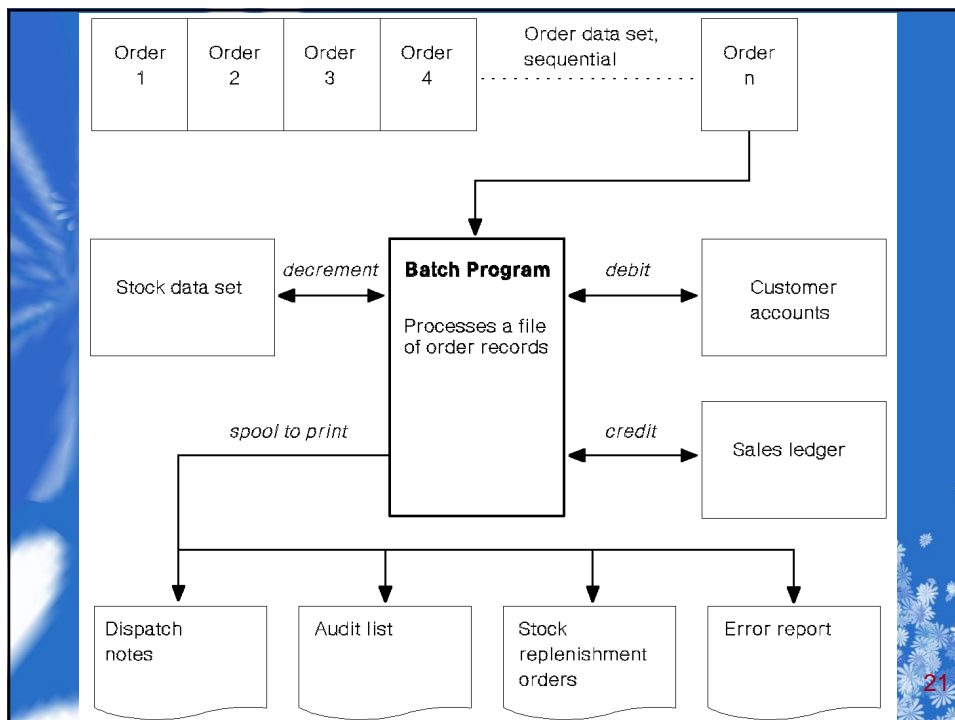 Order
1
Order
2
Order
3
Order
4
Order data set,
sequential
Order
n
Stock data set
decrement
Batch Program
Processes a file
of order records
debit
Customer
accounts
spool to print
credit
Sales ledger
Dispatch
notes
Audit list
Stock
replenishment
orders
Error report
21